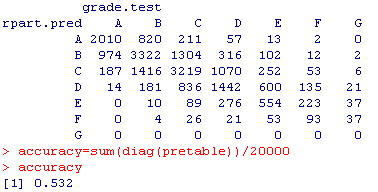 grade.test
rpart.pred A B C D E F G
A 2010 820 211 57 13 2 0
B 974 3322 1304 316 102 12 2
C 187 1416 3219 1070 252 53 6
D 14 181 836 1442 600 135 21
E 0 10 89 276 554 223 37
F 0 4 26 21 53 93 37
G 0 0 0 0 0 0 0
> accuracy=sum(diag(pretable))/20000
> accuracy
[1] 0.532